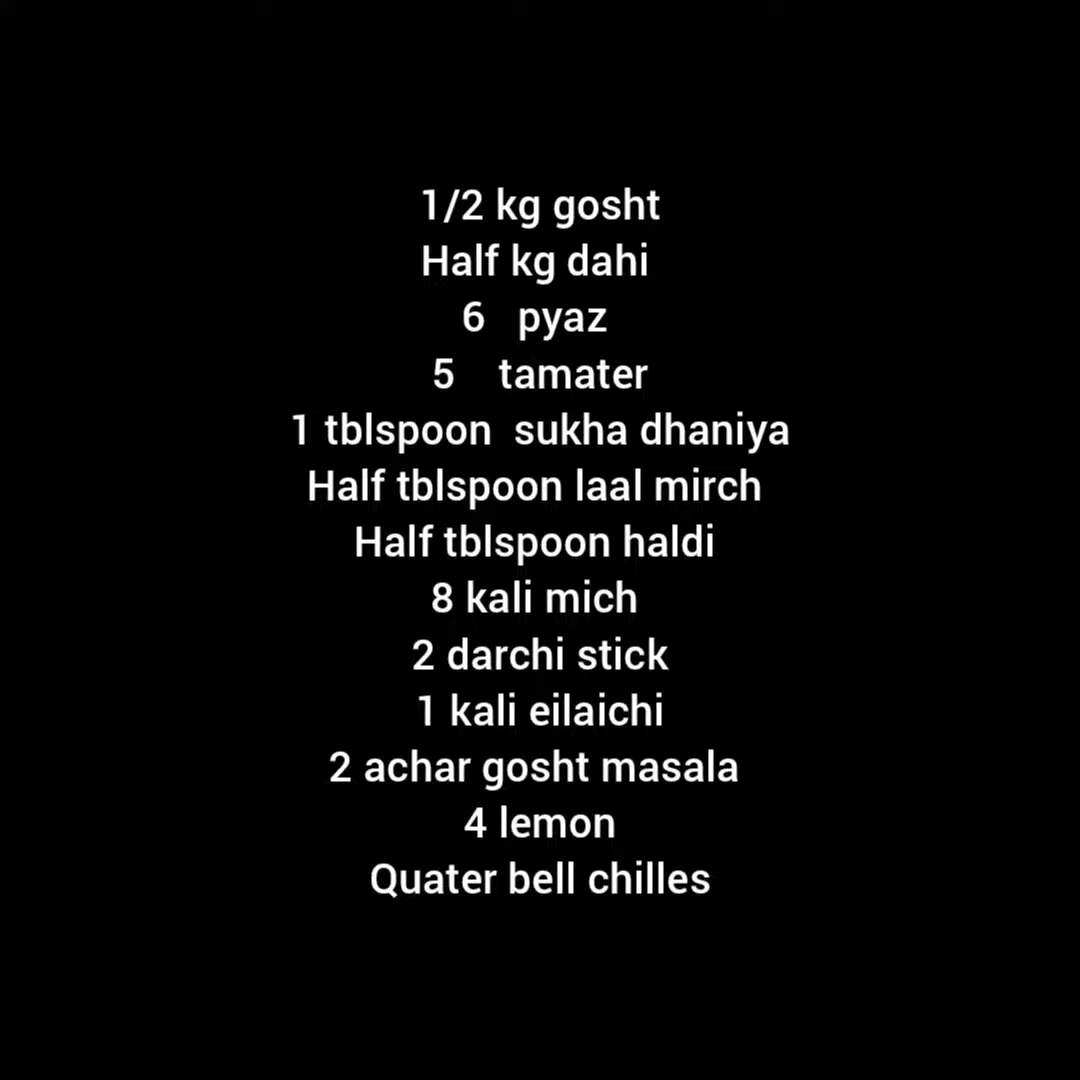 1/2 kg gosht
Half kg dahi
6 pyaz
5 tamater
1 tblspoon sukha dhaniya
Half tblspoon laal mirch
Half tblspoon haldi
8 kali mich
2 darchi stick
1 kali eilaichi
2 achar gosht masala
4 lemon
Quater bell chilles